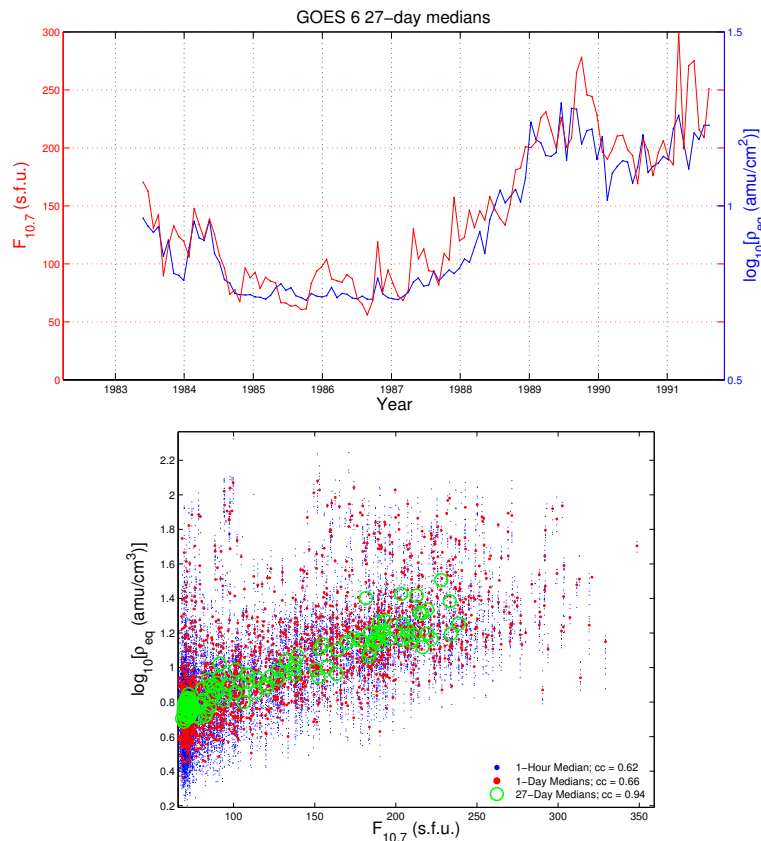 GOES 6 27−day medians
300
250
200
150
100
50
0
F10.7 (s.f.u.)
1.5
1
0.5
log10[ρeq (amu/cm2)]
1983 1984 1985 1986 1987 1988 1989 1990 1991
Year
2.2
2
1.8
1.6
1.4
1.2
1
0.8
0.6
0.4
0.2
log10[ρeq (amu/cm3)]
1−Hour Median; cc = 0.62
1−Day Medians; cc = 0.66
27−Day Medians; cc = 0.94
100 150 200 250 300 350
F10.7 (s.f.u.)